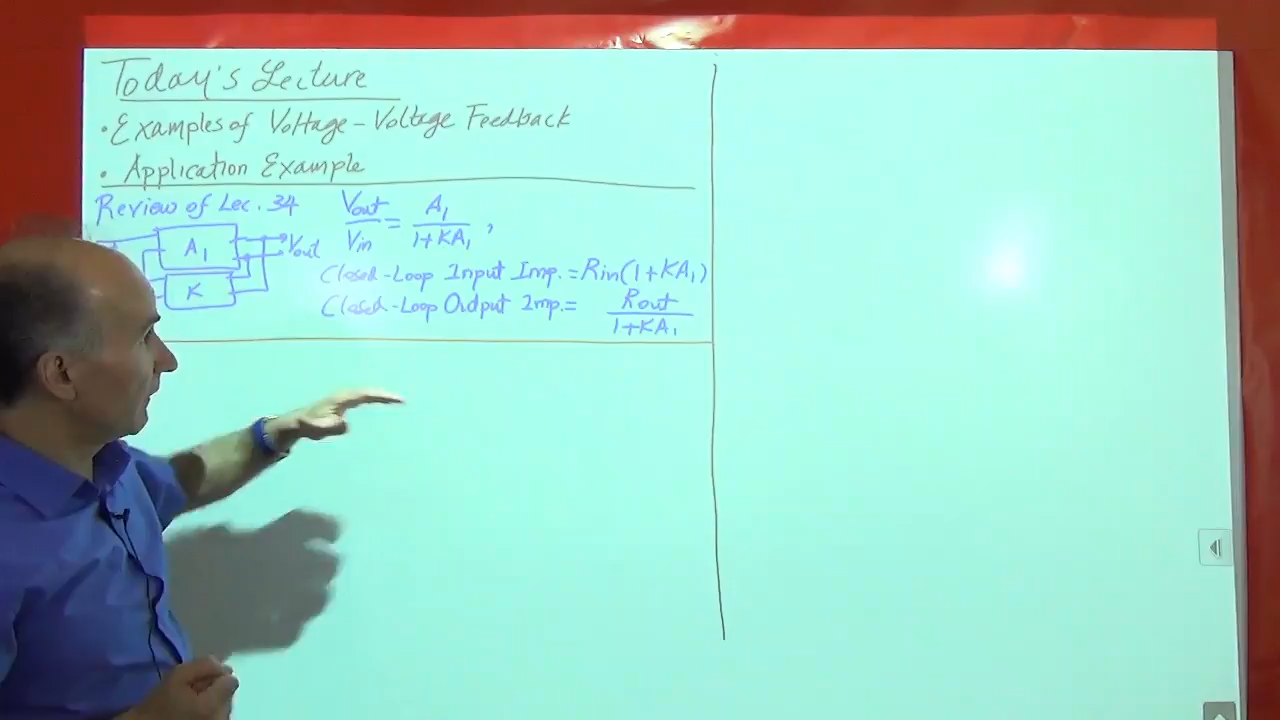 Today's Lecture
• Examples of Voltage-Voltage Feedback
• Application Example
Review of Lec. 34
Vout/Vin = A1/(1+KA1),
A1
Vout
K
Closed-Loop Input Imp. = Rin(1+KA1)
Closed-Loop Output Imp. = Rout/(1+KA1)